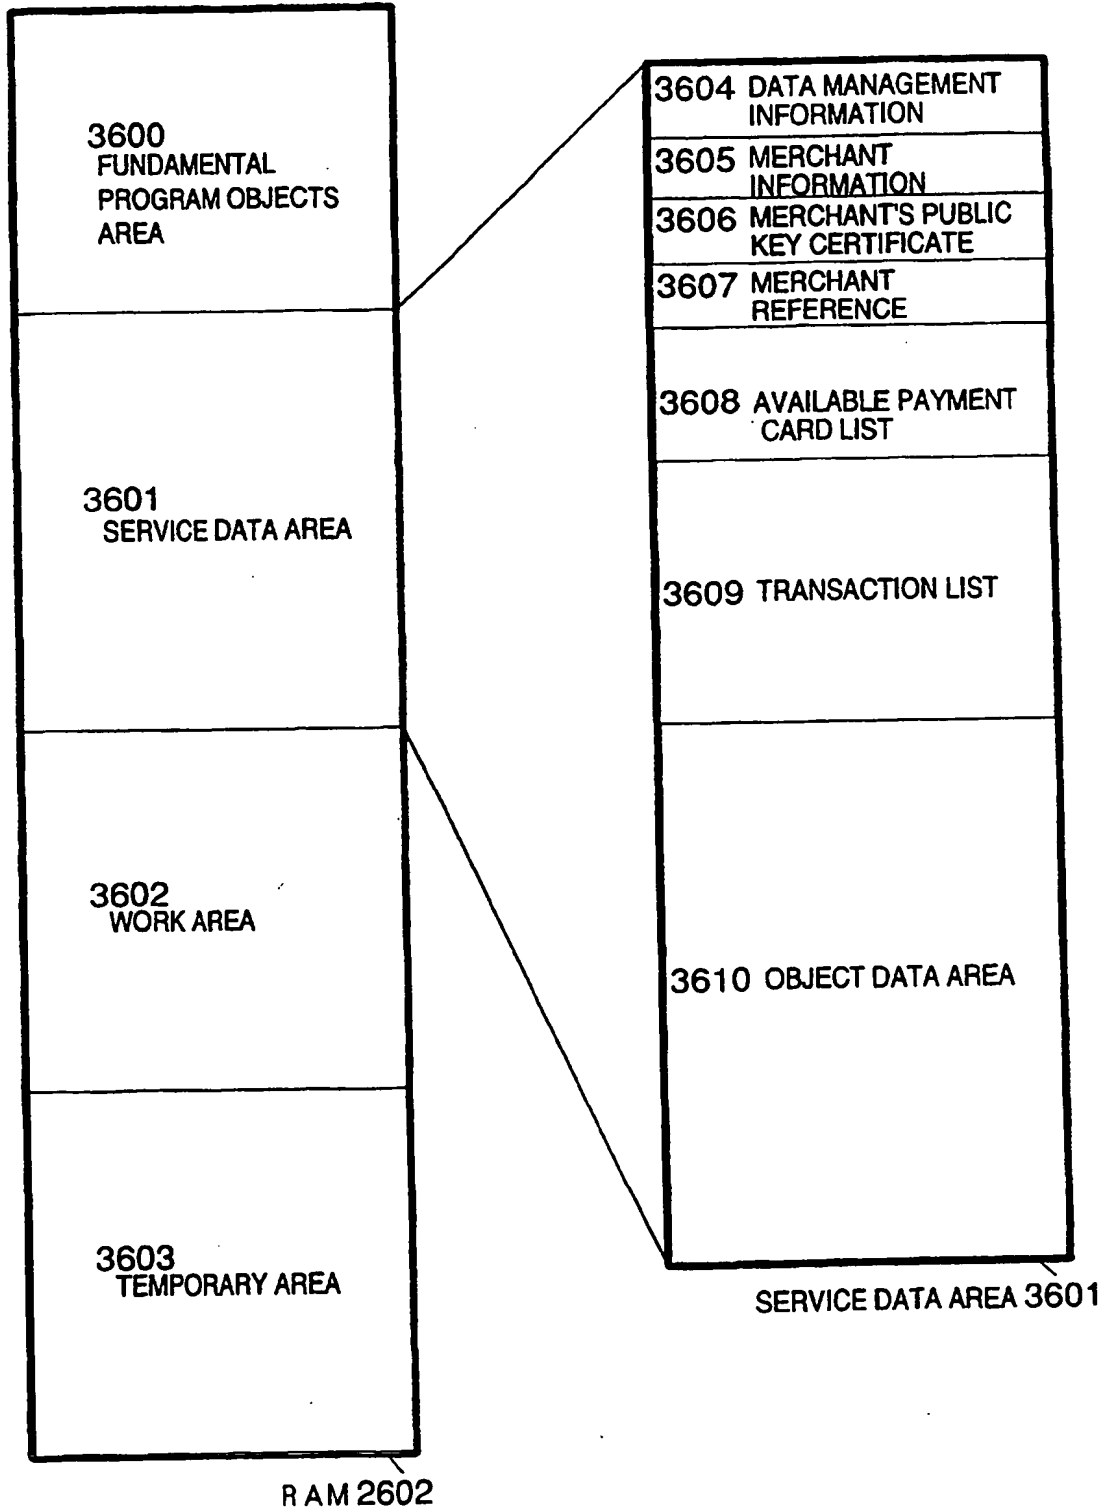 3600
FUNDAMENTAL
PROGRAM OBJECTS
AREA
3601
SERVICE DATA AREA
3602
WORK AREA
3603
TEMPORARY AREA
RAM 2602
3604 DATA MANAGEMENT
INFORMATION
3605 MERCHANT
INFORMATION
3606 MERCHANT'S PUBLIC
KEY CERTIFICATE
3607 MERCHANT
REFERENCE
3608 AVAILABLE PAYMENT
CARD LIST
3609 TRANSACTION LIST
3610 OBJECT DATA AREA
SERVICE DATA AREA 3601